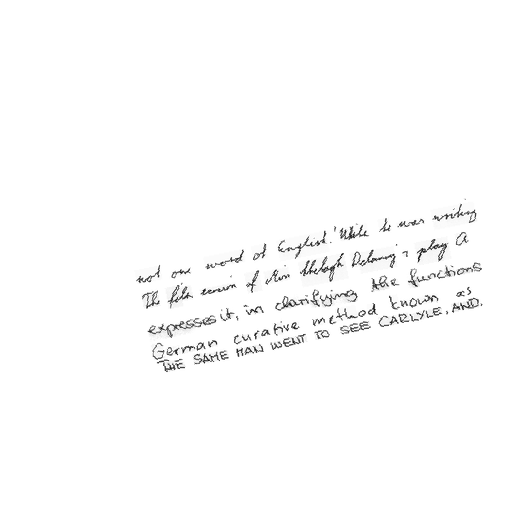 not one word of English.' While he was writing
The film version of Miss Shelagh Delaney's play A
expresses it, in clarifying the functions
German curative method known as
THE SAME MAN WENT TO SEE CARLYLE, AND,